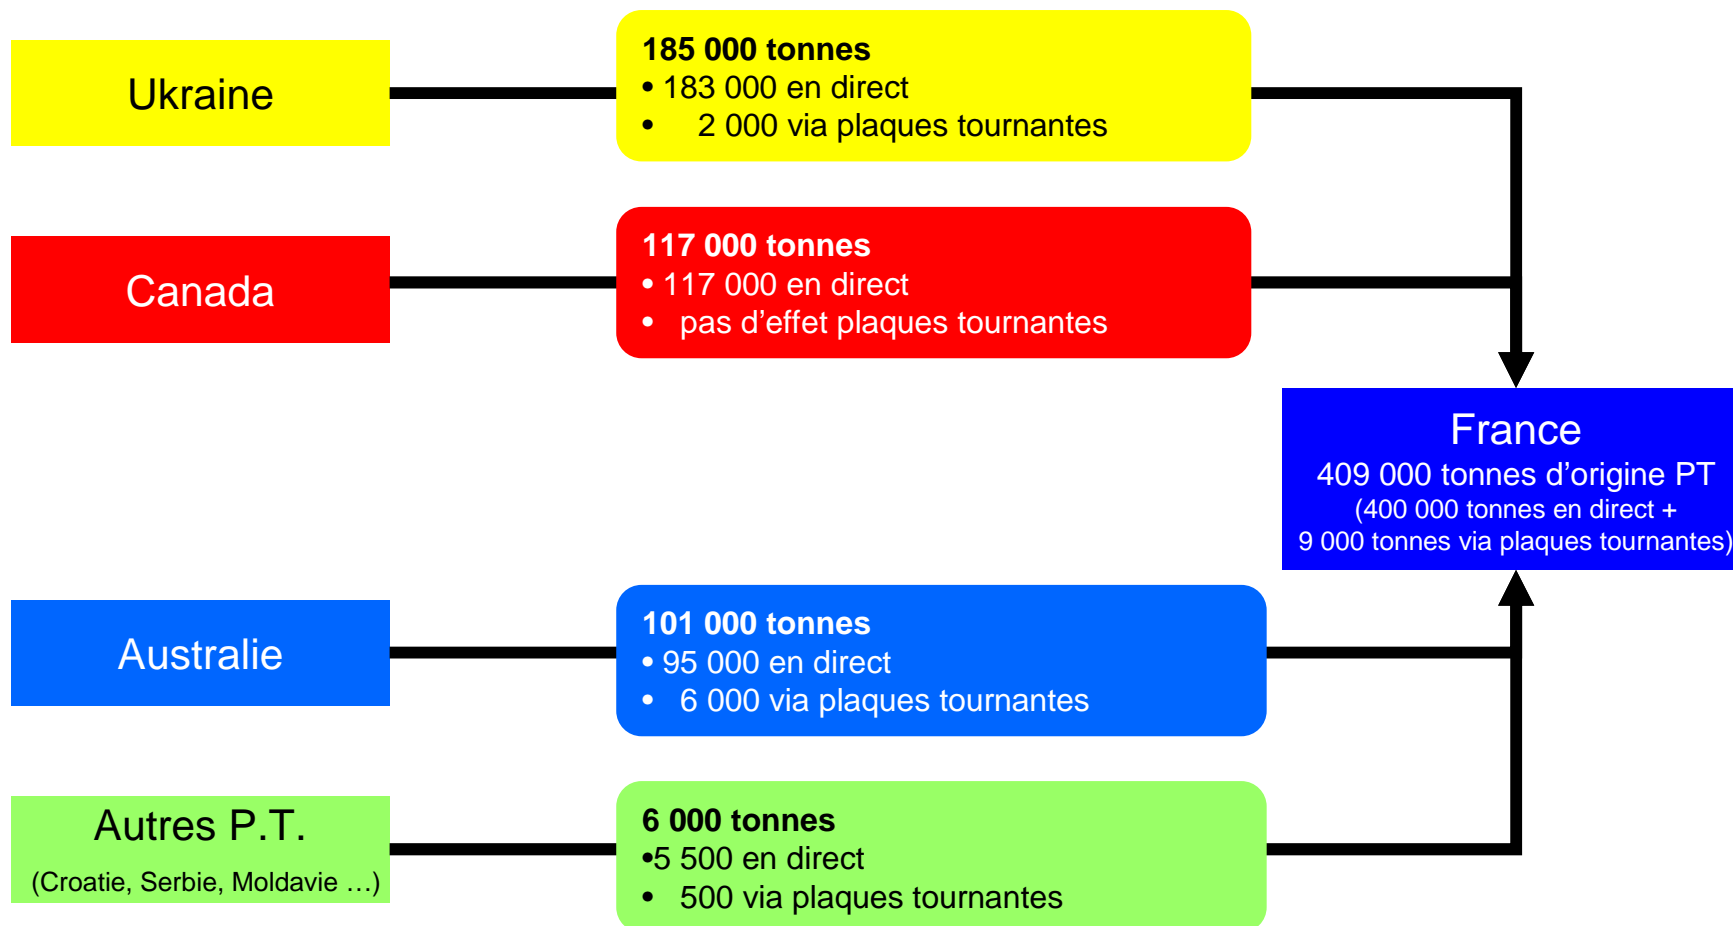 Ukraine
185 000 tonnes
• 183 000 en direct
• 2 000 via plaques tournantes
Canada
117 000 tonnes
• 117 000 en direct
• pas d'effet plaques tournantes
France
409 000 tonnes d’origine PT
(400 000 tonnes en direct +
9 000 tonnes via plaques tournantes)
Australie
101 000 tonnes
• 95 000 en direct
• 6 000 via plaques tournantes
Autres P.T.
(Croatie, Serbie, Moldavie …)
6 000 tonnes
•5 500 en direct
• 500 via plaques tournantes